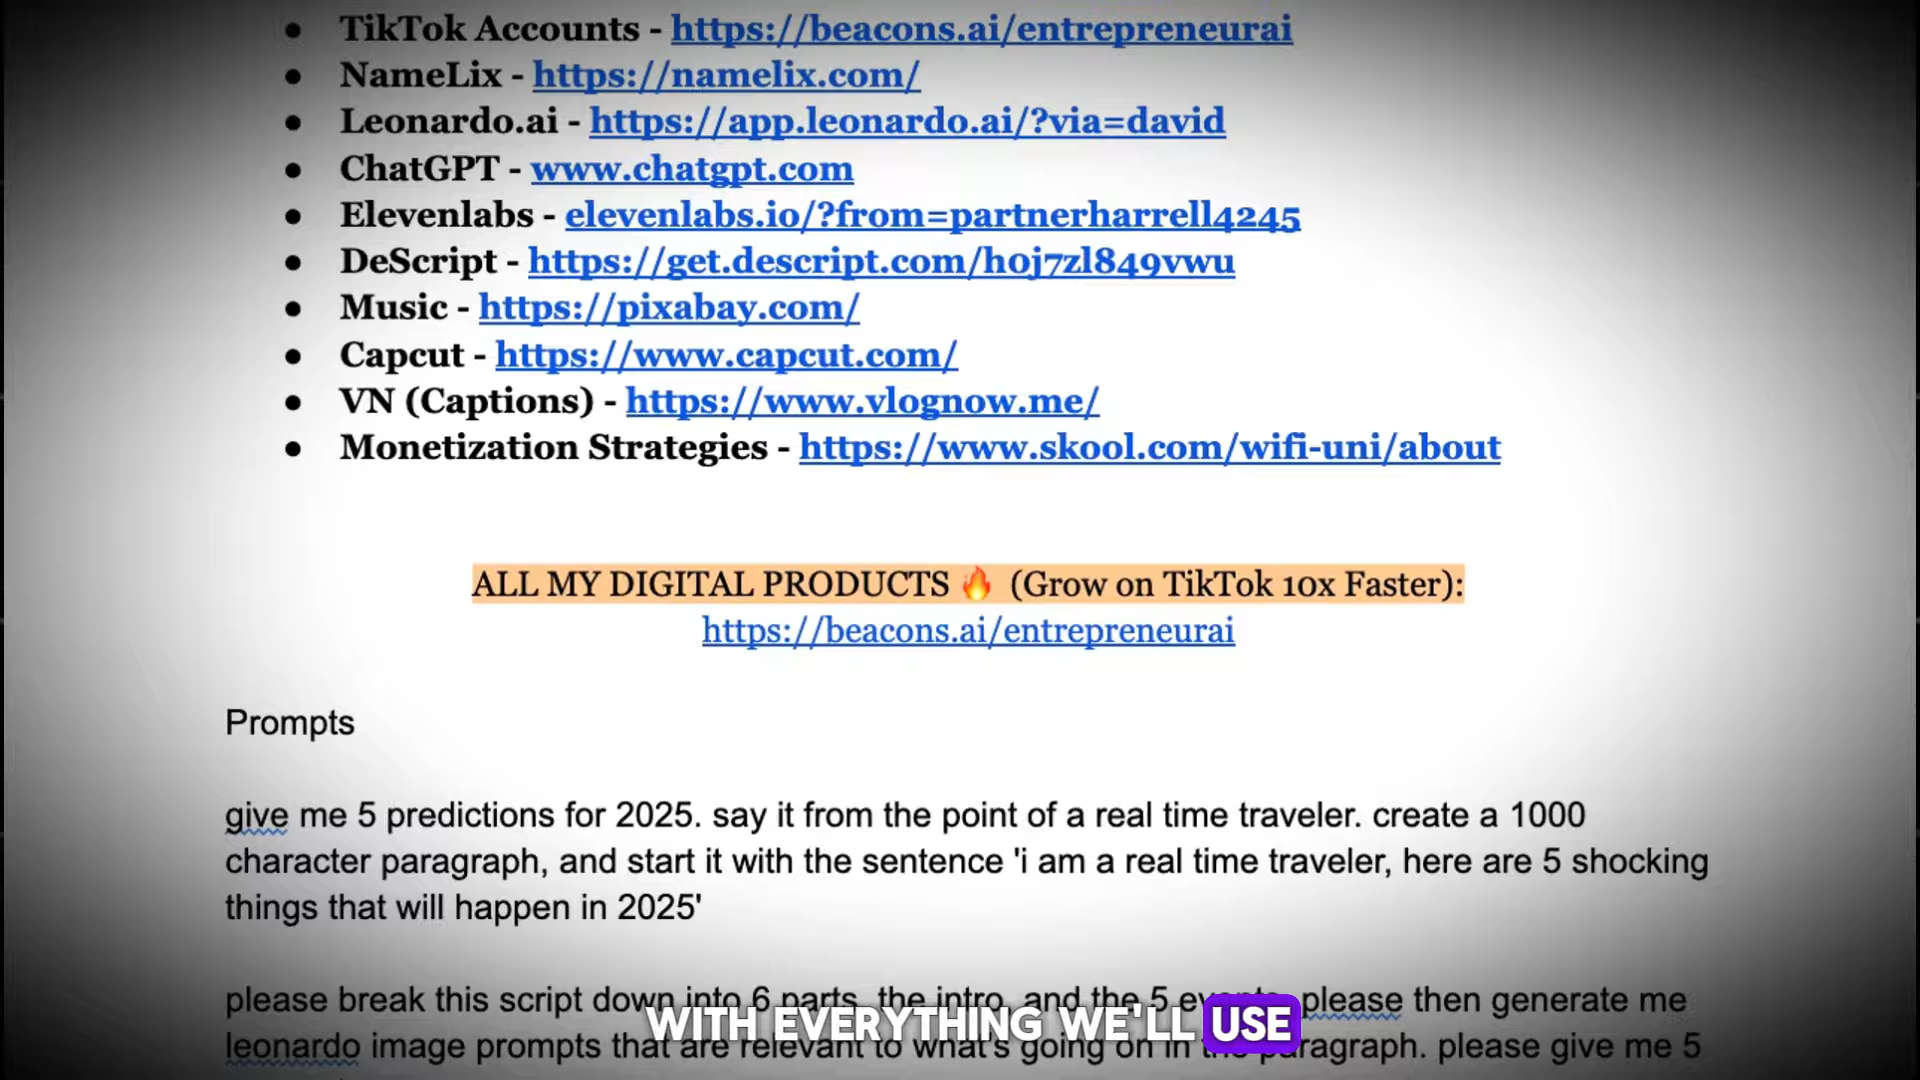 ● TikTok Accounts - https://beacons.ai/entrepreneurai
● NameLix - https://namelix.com/
● Leonardo.ai - https://app.leonardo.ai/?via=david
● ChatGPT - www.chatgpt.com
● Elevenlabs - elevenlabs.io/?from=partnerharrell4245
● DeScript - https://get.descript.com/h0j7zl849vwu
● Music - https://pixabay.com/
● Capcut - https://www.capcut.com/
● VN (Captions) - https://www.vlognow.me/
● Monetization Strategies - https://www.skool.com/wifi-uni/about
ALL MY DIGITAL PRODUCTS 🔥 (Grow on TikTok 10x Faster):
https://beacons.ai/entrepreneurai
Prompts
give me 5 predictions for 2025. say it from the point of a real time traveler. create a 1000
character paragraph, and start it with the sentence 'i am a real time traveler, here are 5 shocking
things that will happen in 2025'
please break this script down into 6 parts, the intro, and the 5 events, please then generate me
leonardo image prompts that are relevant to what's going on in the paragraph. please give me 5
WITH EVERYTHING WE'LL USE